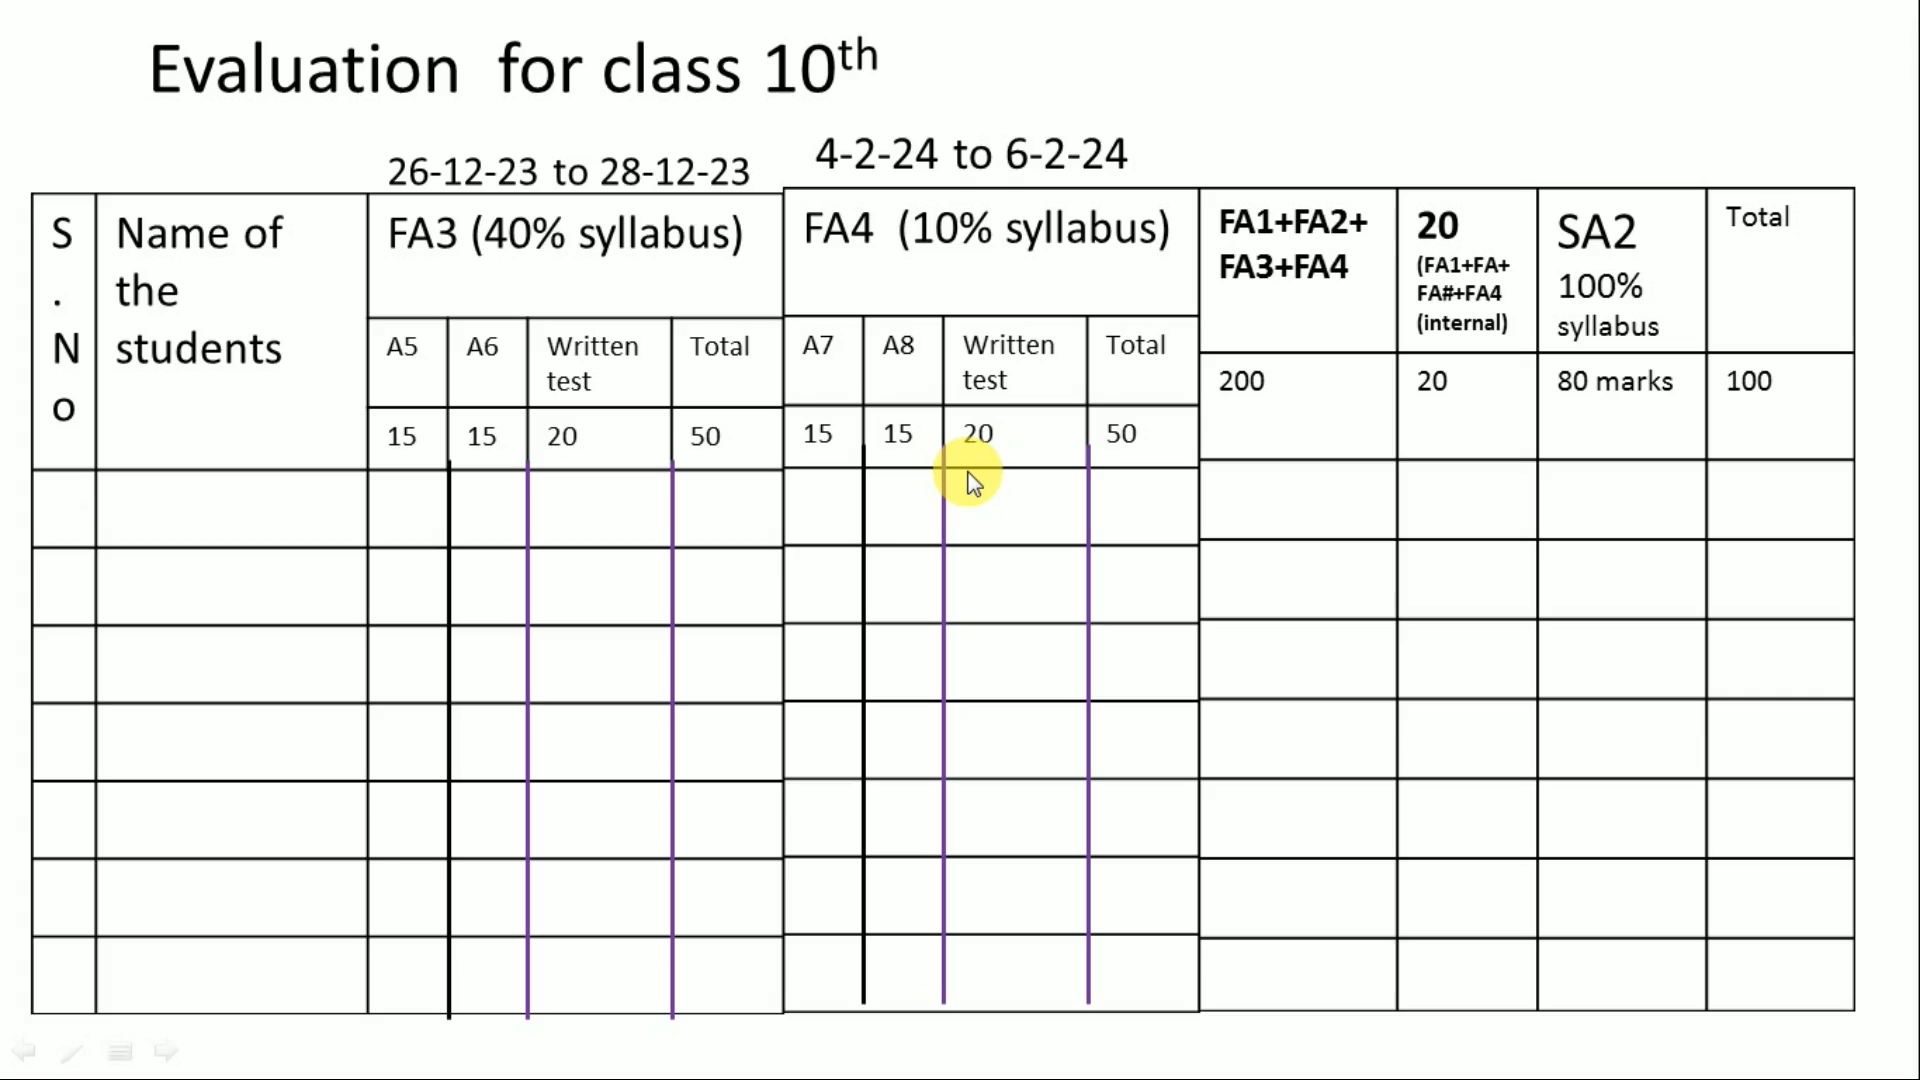 Evaluation for class 10th
26-12-23 to 28-12-23
4-2-24 to 6-2-24
S
.
N
o
Name of
the
students
FA3 (40% syllabus)
FA4 (10% syllabus)
FA1+FA2+
FA3+FA4
20
(FA1+FA+
FA#+FA4
(internal)
SA2
100%
syllabus
Total
A5
A6
Written
test
Total
A7
A8
Written
test
Total
200
20
80 marks
100
15
15
20
50
15
15
20
50